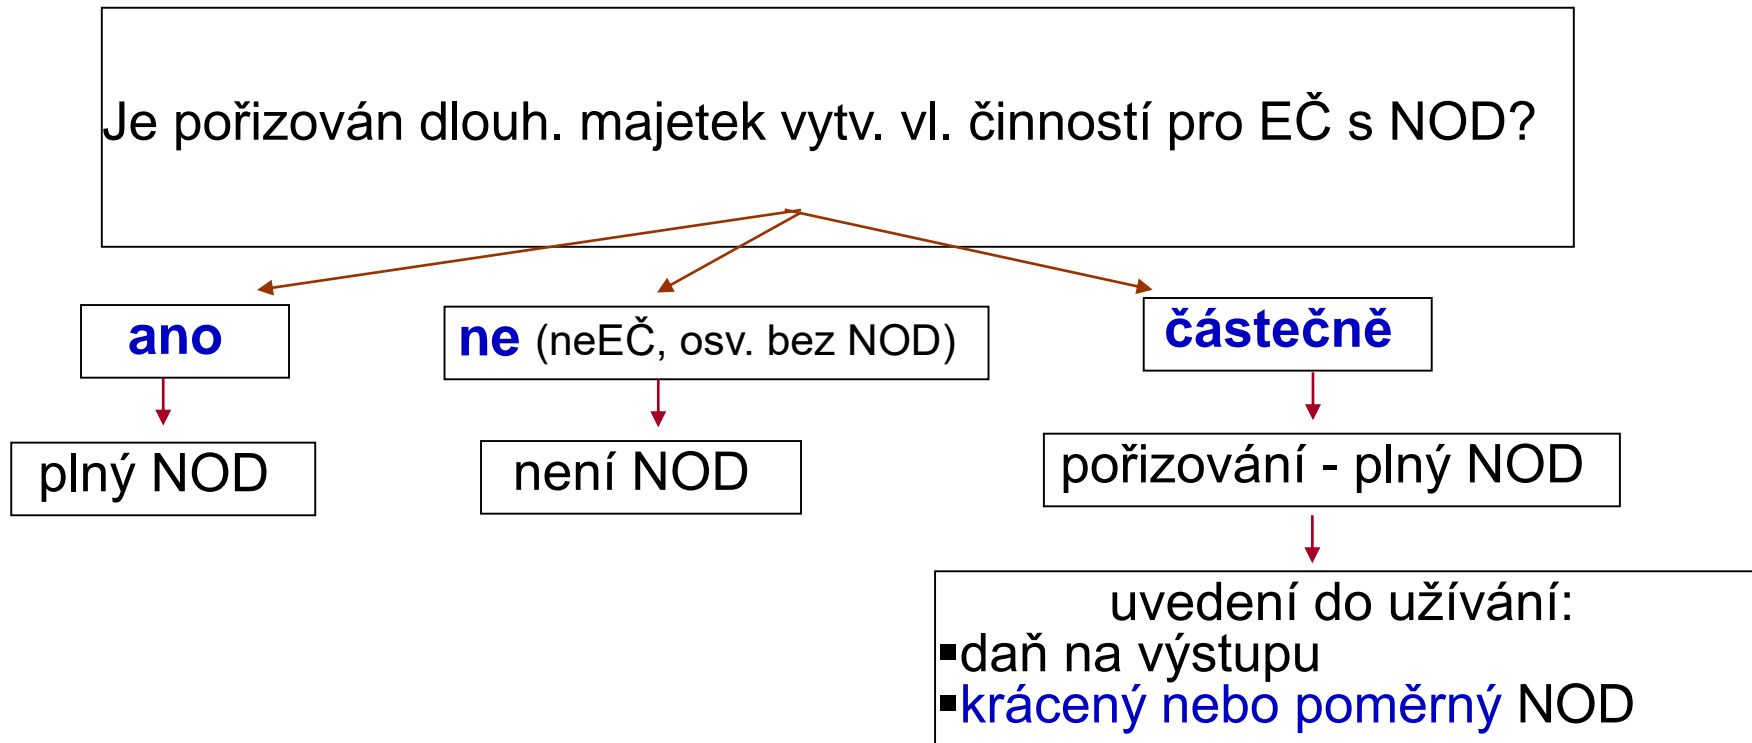 Je pořizován dlouh. majetek vytv. vl. činností pro EČ s NOD?
ano
ne (neEČ, osv. bez NOD)
částečně
plný NOD
není NOD
pořizování - plný NOD
uvedení do užívání:
▪daň na výstupu
▪krácený nebo poměrný NOD